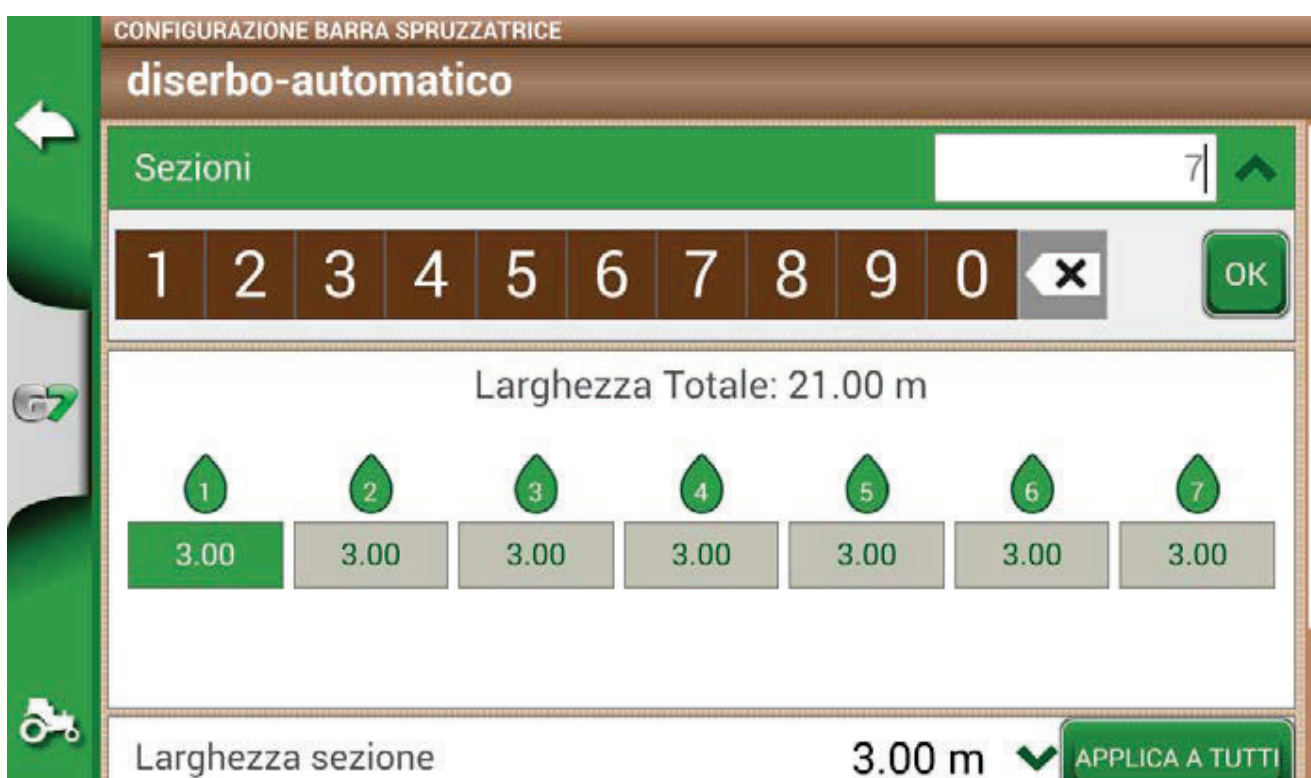 CONFIGURAZIONE BARRA SPRUZZATRICE
diserbo-automatico
Sezioni 7
1 2 3 4 5 6 7 8 9 0 OK
G7
Larghezza Totale: 21.00 m
1 2 3 4 5 6 7
3.00 3.00 3.00 3.00 3.00 3.00 3.00
Larghezza sezione 3.00 m APPLICA A TUTTI